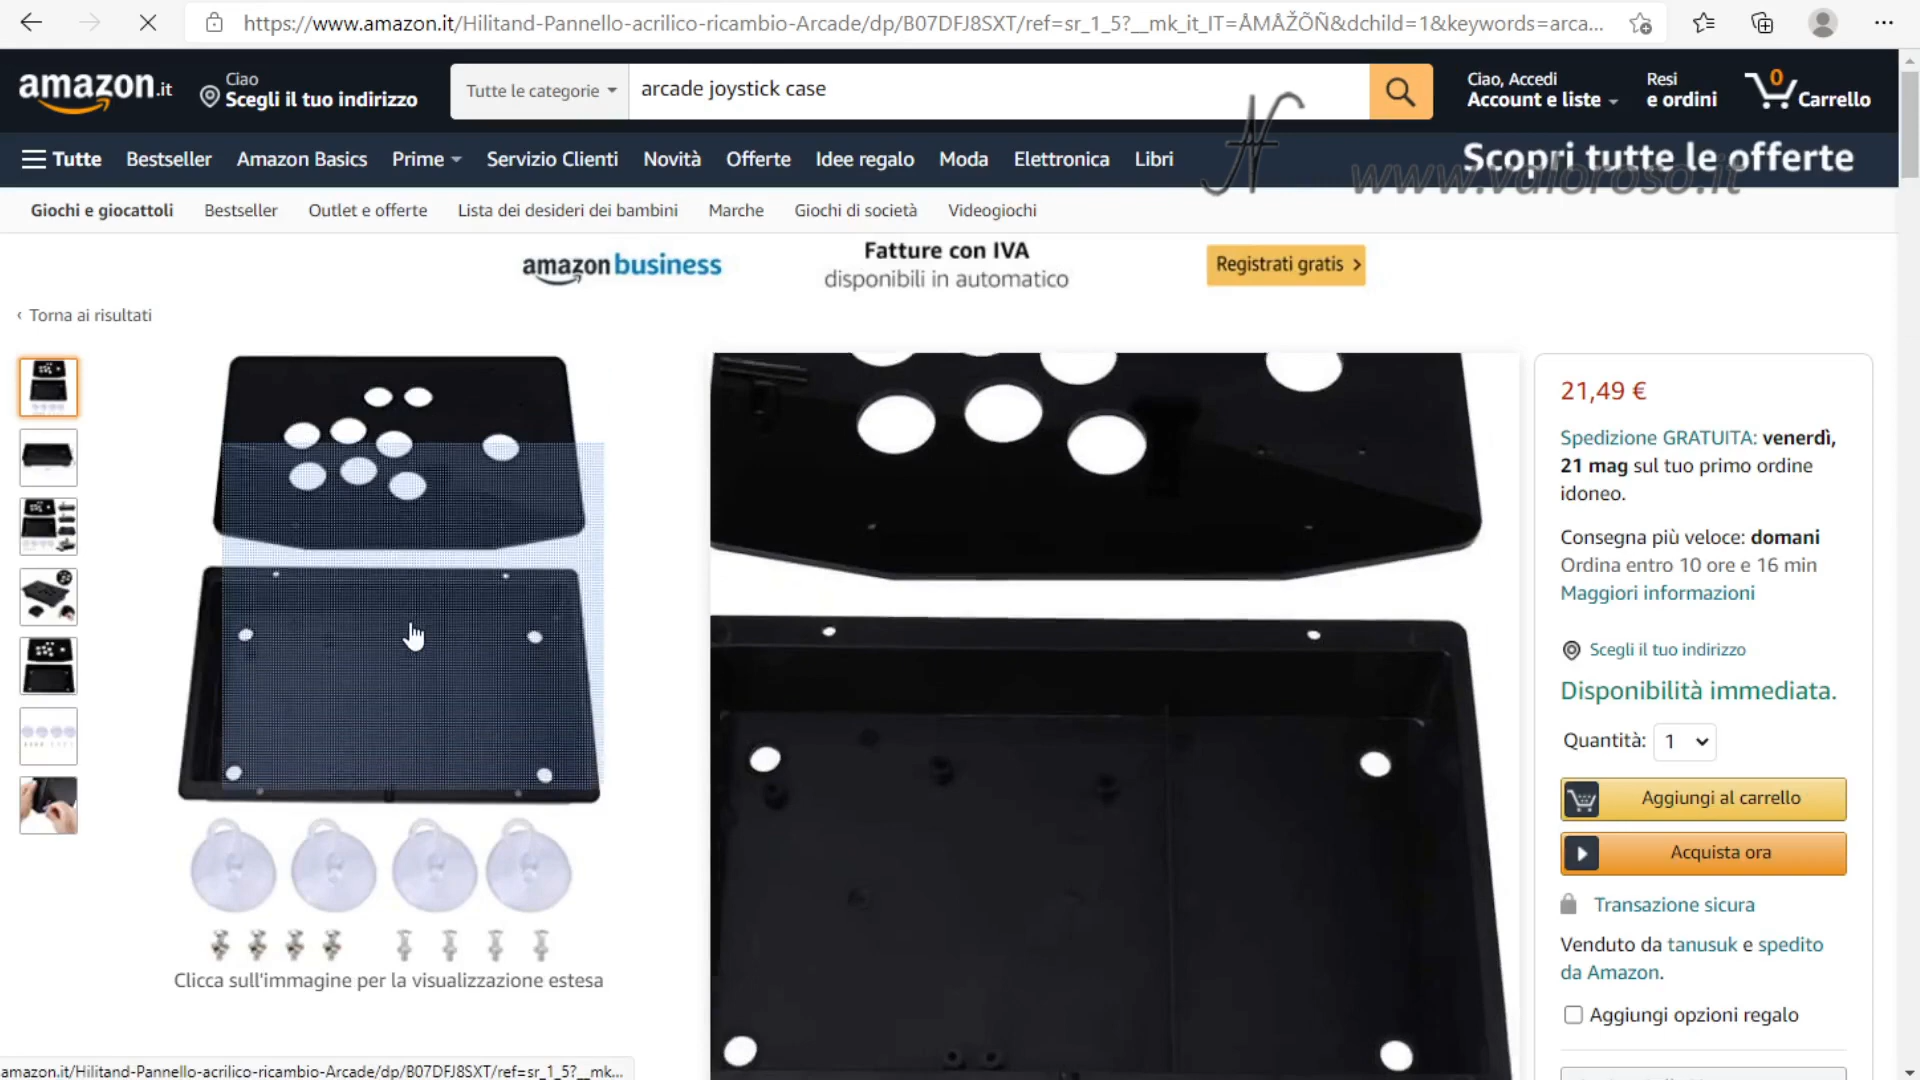 https://www.amazon.it/Hilitand-Pannello-acrilico-ricambio-Arcade/dp/B07DFJ8SXT/ref=sr_1_5?__mk_it_IT=ÅMÅŽÕÑ&dchild=1&keywords=arca...
amazon.it
Ciao
Scegli il tuo indirizzo
Tutte le categorie
arcade joystick case
Ciao, Accedi
Account e liste
Resi
e ordini
0
Carrello
Tutte
Bestseller
Amazon Basics
Prime
Servizio Clienti
Novità
Offerte
Idee regalo
Moda
Elettronica
Libri
Scopri tutte le offerte
www.valoroso.it
Giochi e giocattoli
Bestseller
Outlet e offerte
Lista dei desideri dei bambini
Marche
Giochi di società
Videogiochi
amazon business
Fatture con IVA
disponibili in automatico
Registrati gratis ›
‹ Torna ai risultati
Clicca sull'immagine per la visualizzazione estesa
21,49 €
Spedizione GRATUITA: venerdì,
21 mag sul tuo primo ordine
idoneo.
Consegna più veloce: domani
Ordina entro 10 ore e 16 min
Maggiori informazioni
Scegli il tuo indirizzo
Disponibilità immediata.
Quantità: 1
Aggiungi al carrello
Acquista ora
Transazione sicura
Venduto da tanusuk e spedito
da Amazon.
Aggiungi opzioni regalo
amazon.it/Hilitand-Pannello-acrilico-ricambio-Arcade/dp/B07DFJ8SXT/ref=sr_1_5?__mk...